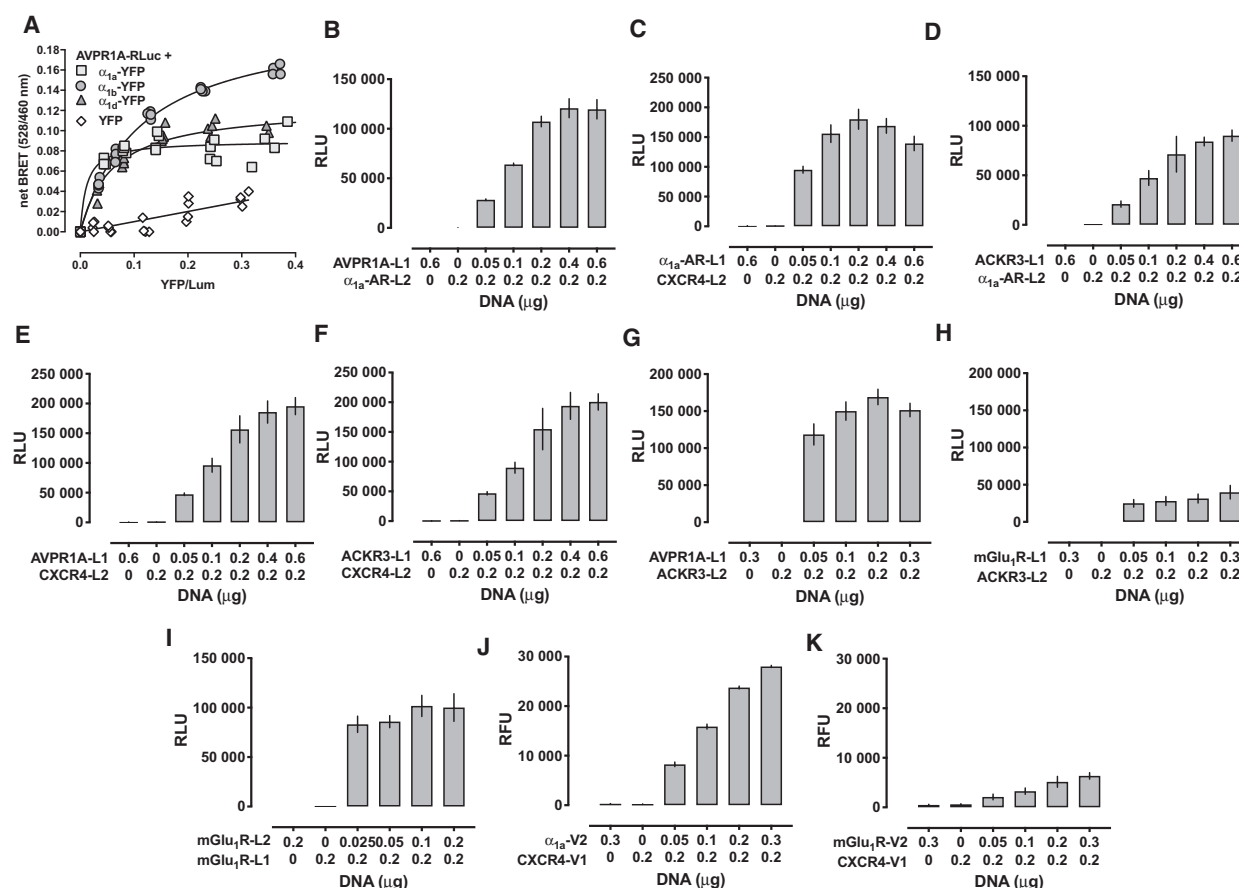 A
AVPR1A-RLuc +
α1a-YFP
α1b-YFP
α1d-YFP
YFP
net BRET (528/460 nm)
0.18
0.16
0.14
0.12
0.10
0.08
0.06
0.04
0.02
0.00
0.0 0.1 0.2 0.3 0.4
YFP/Lum
B
RLU
150 000
100 000
50 000
0
AVPR1A-L1 0.6 0 0.05 0.1 0.2 0.4 0.6
α1a-AR-L2 0 0.2 0.2 0.2 0.2 0.2 0.2
DNA (μg)
C
RLU
250 000
200 000
150 000
100 000
50 000
0
α1a-AR-L1 0.6 0 0.05 0.1 0.2 0.4 0.6
CXCR4-L2 0 0.2 0.2 0.2 0.2 0.2 0.2
DNA (μg)
D
RLU
150 000
100 000
50 000
0
ACKR3-L1 0.6 0 0.05 0.1 0.2 0.4 0.6
α1a-AR-L2 0 0.2 0.2 0.2 0.2 0.2 0.2
DNA (μg)
E
RLU
250 000
200 000
150 000
100 000
50 000
0
AVPR1A-L1 0.6 0 0.05 0.1 0.2 0.4 0.6
CXCR4-L2 0 0.2 0.2 0.2 0.2 0.2 0.2
DNA (μg)
F
RLU
250 000
200 000
150 000
100 000
50 000
0
ACKR3-L1 0.6 0 0.05 0.1 0.2 0.4 0.6
CXCR4-L2 0 0.2 0.2 0.2 0.2 0.2 0.2
DNA (μg)
G
RLU
200 000
150 000
100 000
50 000
0
AVPR1A-L1 0.3 0 0.05 0.1 0.2 0.3
ACKR3-L2 0 0.2 0.2 0.2 0.2 0.2
DNA (μg)
H
RLU
200 000
150 000
100 000
50 000
0
mGlu1R-L1 0.3 0 0.05 0.1 0.2 0.3
ACKR3-L2 0 0.2 0.2 0.2 0.2 0.2
DNA (μg)
I
RLU
150 000
100 000
50 000
0
mGlu1R-L2 0.2 0 0.025 0.05 0.1 0.2
mGlu1R-L1 0 0.2 0.2 0.2 0.2 0.2
DNA (μg)
J
RFU
30 000
20 000
10 000
0
α1a-V2 0.3 0 0.05 0.1 0.2 0.3
CXCR4-V1 0 0.2 0.2 0.2 0.2 0.2
DNA (μg)
K
RFU
30 000
20 000
10 000
0
mGlu1R-V2 0.3 0 0.05 0.1 0.2 0.3
CXCR4-V1 0 0.2 0.2 0.2 0.2 0.2
DNA (μg)